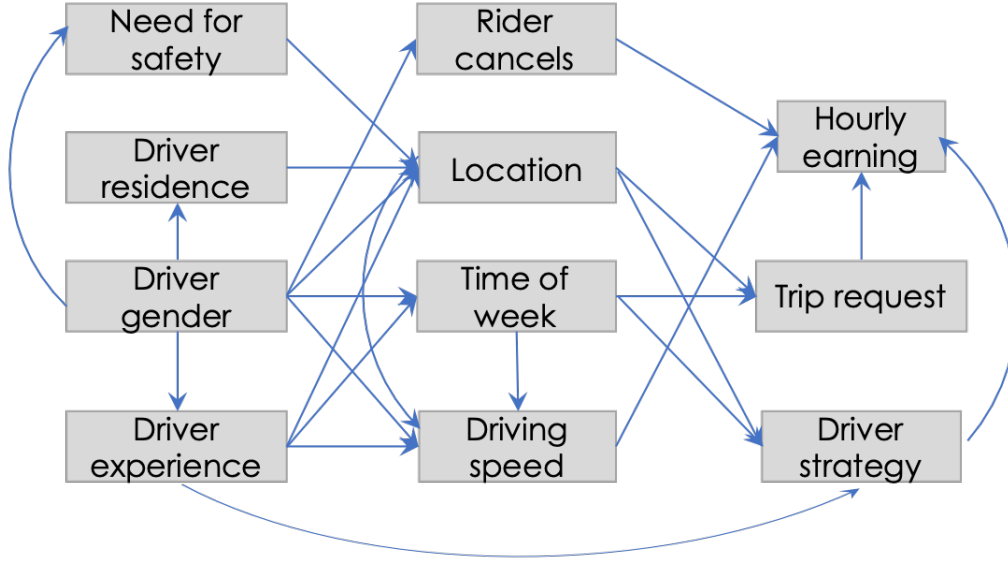 Need for
safety
Rider
cancels
Hourly
earning
Driver
residence
Location
Driver
gender
Time of
week
Trip request
Driver
experience
Driving
speed
Driver
strategy